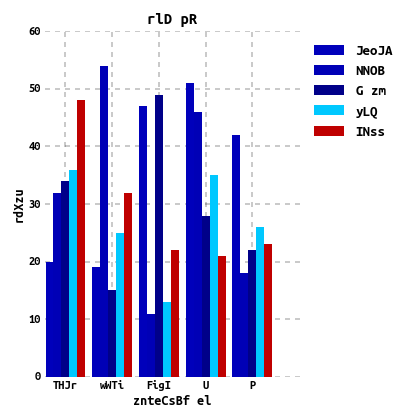 rlD pR
60
50
40
30
20
10
0
rdXzu
THJr wWTi FigI U P
znteCsBf el
JeoJA
NNOB
G zm
yLQ
INss